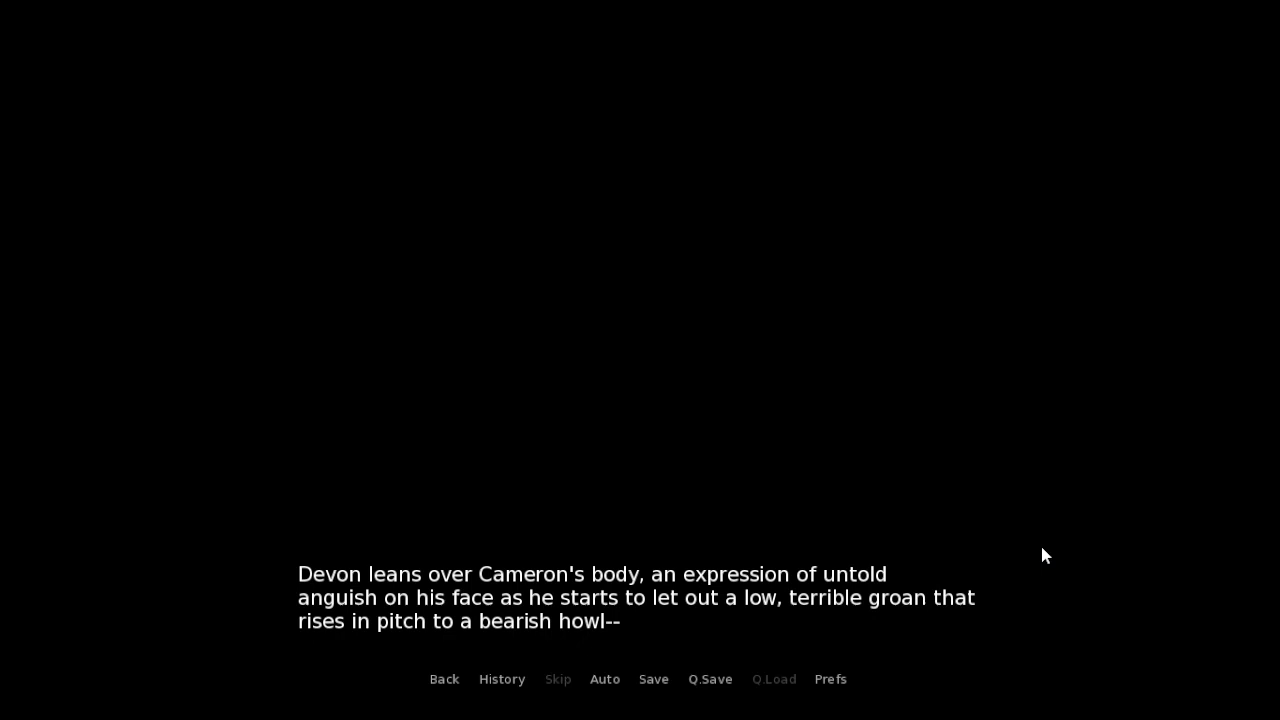 Devon leans over Cameron's body, an expression of untold
anguish on his face as he starts to let out a low, terrible groan that
rises in pitch to a bearish howl--
Back History Skip Auto Save Q.Save Q.Load Prefs